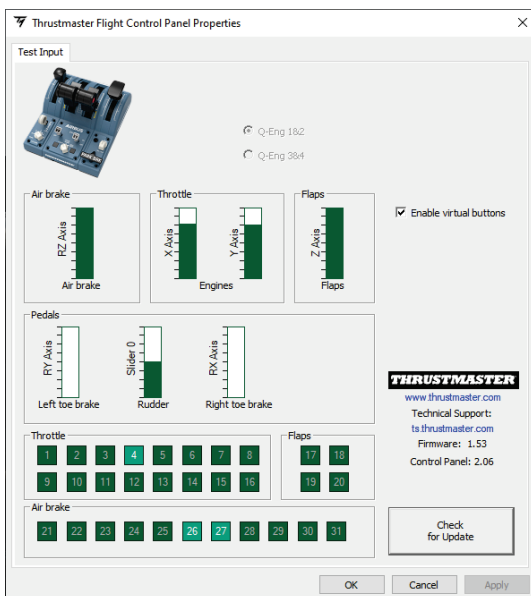 Thrustmaster Flight Control Panel Properties
Test Input
Q-Eng 1&2
Q-Eng 3&4
Air brake
RZ Axis
Air brake
Throttle
X Axis
Y Axis
Engines
Flaps
Z Axis
Flaps
Enable virtual buttons
Pedals
RY Axis
Left toe brake
Slider 0
Rudder
RX Axis
Right toe brake
THRUSTMASTER
www.thrustmaster.com
Technical Support:
ts.thrustmaster.com
Firmware: 1.53
Control Panel: 2.06
Throttle
1 2 3 4 5 6 7 8
9 10 11 12 13 14 15 16
Flaps
17 18
19 20
Air brake
21 22 23 24 25 26 27 28 29 30 31
Check
for Update
OK Cancel Apply